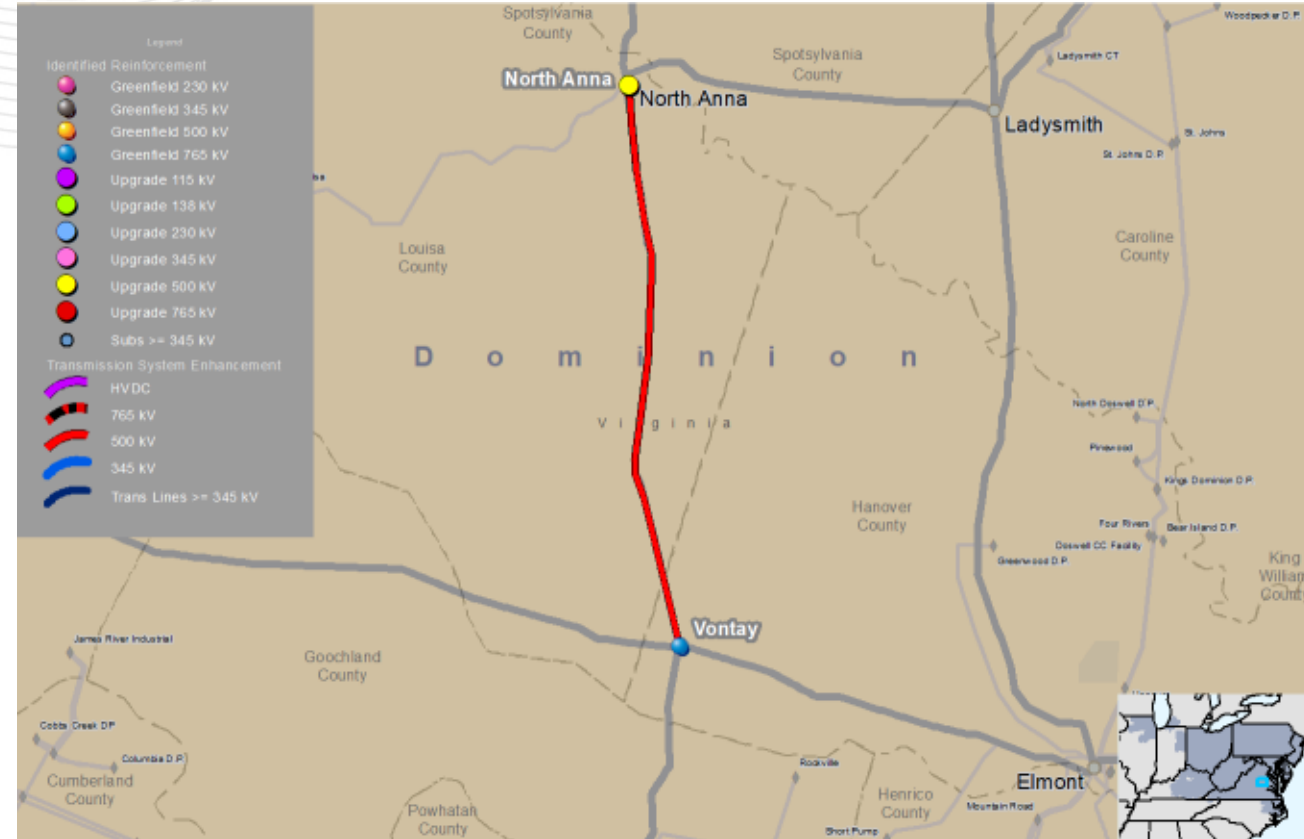 Legend
Identified Reinforcement
Greenfield 230 kV
Greenfield 345 kV
Greenfield 500 kV
Greenfield 765 kV
Upgrade 115 kV
Upgrade 138 kV
Upgrade 230 kV
Upgrade 345 kV
Upgrade 500 kV
Upgrade 765 kV
Subs >= 345 kV
Transmission System Enhancement
HVDC
765 kV
500 kV
345 kV
Trans Lines >= 345 kV
Spotsylvania
County
Woodpecker D.P.
Spotsylvania
County
Ladysmith CT
North Anna
North Anna
Ladysmith
St. Johns
St. Johns D.P.
Louisa
County
Caroline
County
Dominion
Virginia
North Doswell D.P.
Pinewood
Kings Dominion D.P.
Hanover
County
Four Rivers
Bear Island D.P.
Doswell CC Facility
Greenwood D.P.
King
William
County
Vontay
James River Industrial
Goochland
County
Cobbs Creek DP
Columbia D.P.
Cumberland
County
Rockville
Elmont
Powhatan
County
Henrico
County
Mountain Road
Short Pump